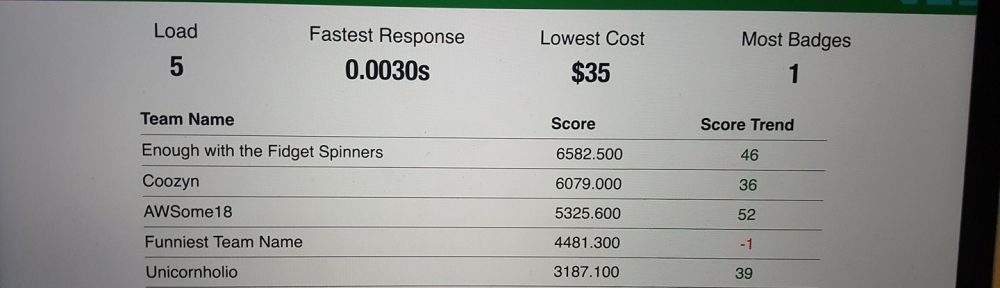 Load Fastest Response Lowest Cost Most Badges
5 0.0030s $35 1
Team Name Score Score Trend
Enough with the Fidget Spinners 6582.500 46
Coozyn 6079.000 36
AWSome18 5325.600 52
Funniest Team Name 4481.300 -1
Unicornholio 3187.100 39